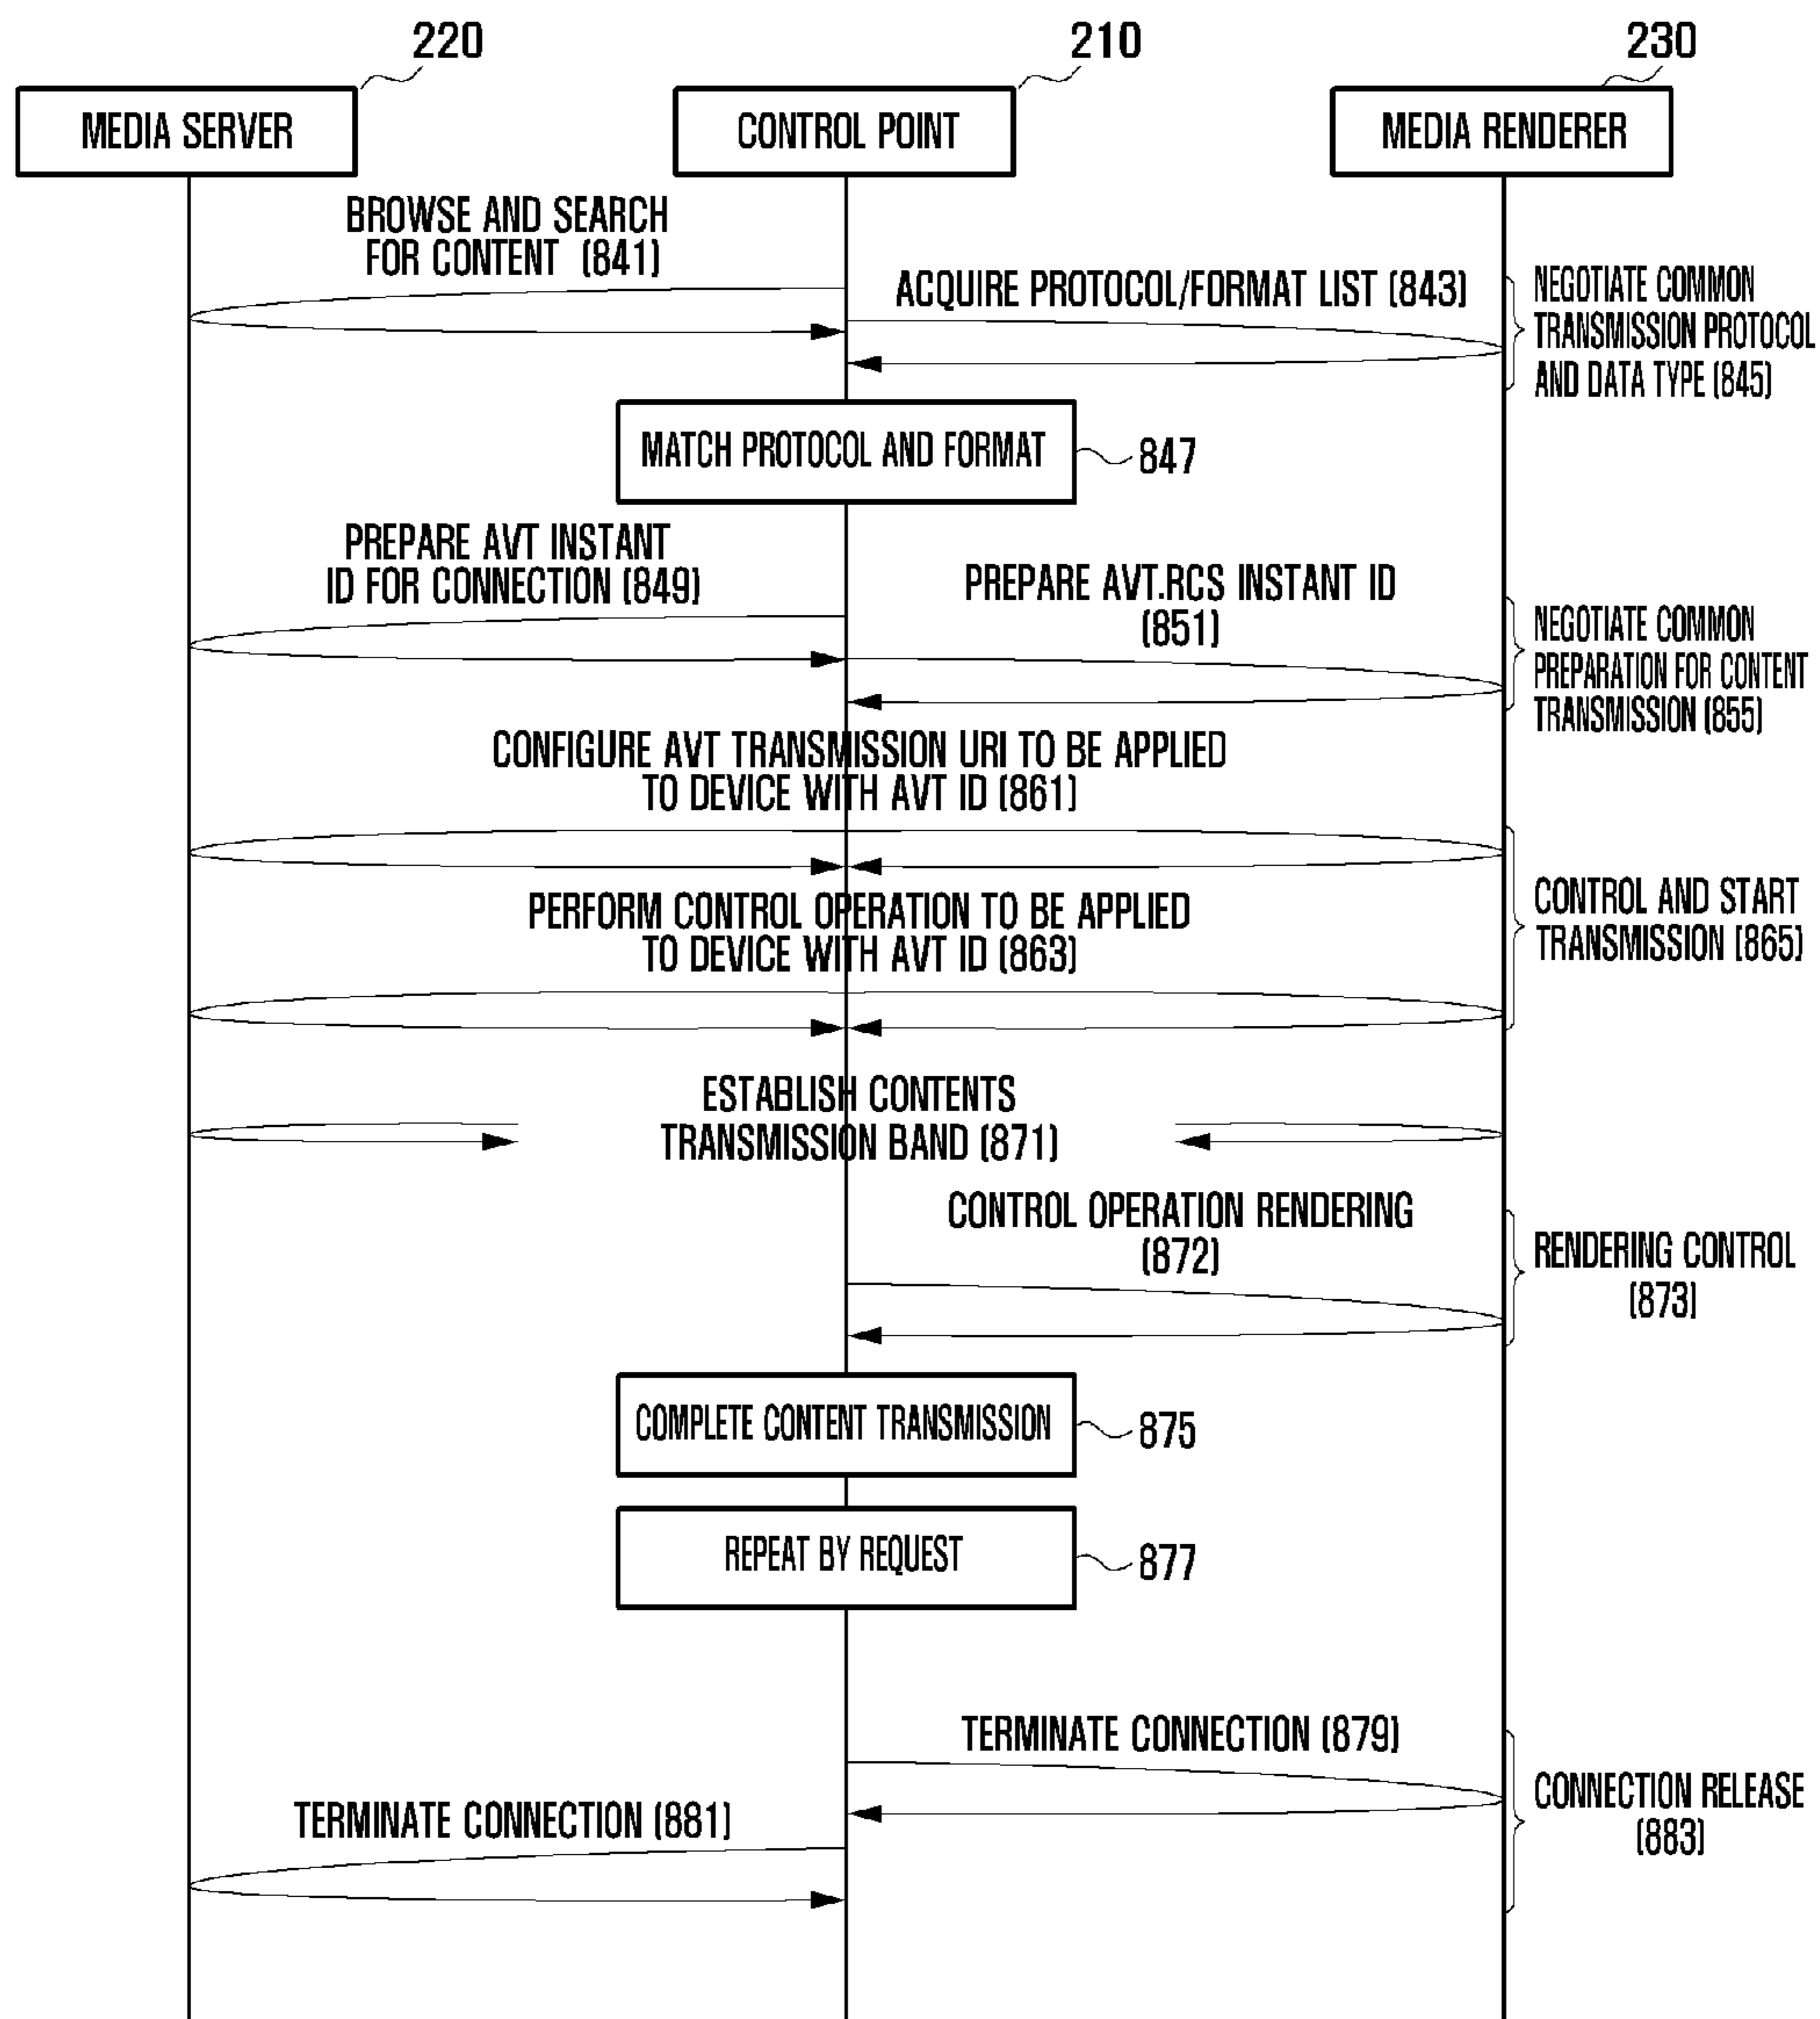 220
210
230
MEDIA SERVER
CONTROL POINT
MEDIA RENDERER
BROWSE AND SEARCH
FOR CONTENT (841)
ACQUIRE PROTOCOL/FORMAT LIST (843)
NEGOTIATE COMMON
TRANSMISSION PROTOCOL
AND DATA TYPE (845)
MATCH PROTOCOL AND FORMAT
847
PREPARE AVT INSTANT
ID FOR CONNECTION (849)
PREPARE AVT.RCS INSTANT ID
(851)
NEGOTIATE COMMON
PREPARATION FOR CONTENT
TRANSMISSION (855)
CONFIGURE AVT TRANSMISSION URI TO BE APPLIED
TO DEVICE WITH AVT ID (861)
PERFORM CONTROL OPERATION TO BE APPLIED
TO DEVICE WITH AVT ID (863)
CONTROL AND START
TRANSMISSION (865)
ESTABLISH CONTENTS
TRANSMISSION BAND (871)
CONTROL OPERATION RENDERING
(872)
RENDERING CONTROL
(873)
COMPLETE CONTENT TRANSMISSION
875
REPEAT BY REQUEST
877
TERMINATE CONNECTION (879)
TERMINATE CONNECTION (881)
CONNECTION RELEASE
(883)